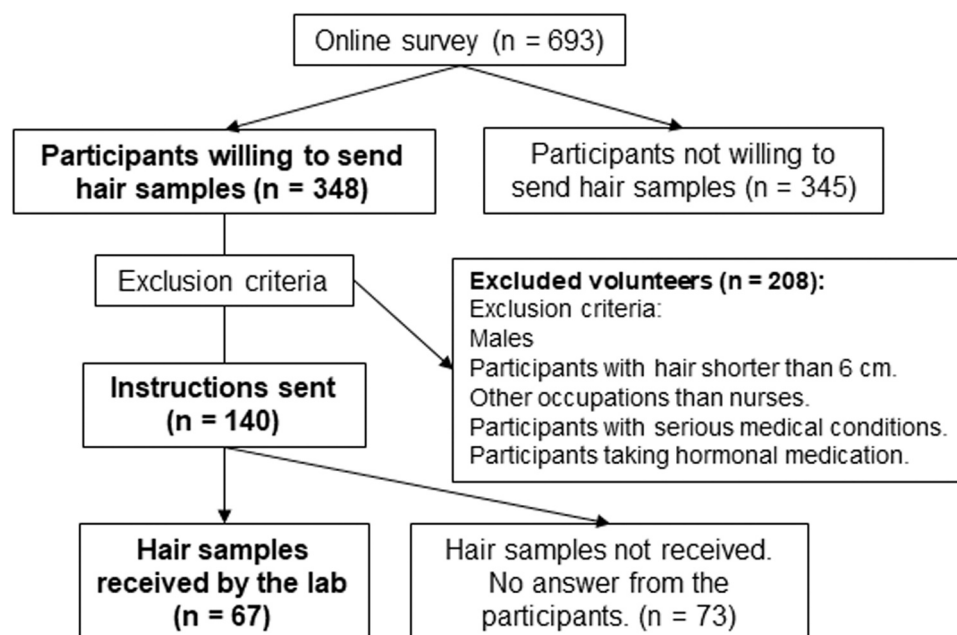 Online survey (n = 693)
Participants willing to send
hair samples (n = 348)
Participants not willing to
send hair samples (n = 345)
Exclusion criteria
Excluded volunteers (n = 208):
Exclusion criteria:
Males
Participants with hair shorter than 6 cm.
Other occupations than nurses.
Participants with serious medical conditions.
Participants taking hormonal medication.
Instructions sent
(n = 140)
Hair samples
received by the lab
(n = 67)
Hair samples not received.
No answer from the
participants. (n = 73)